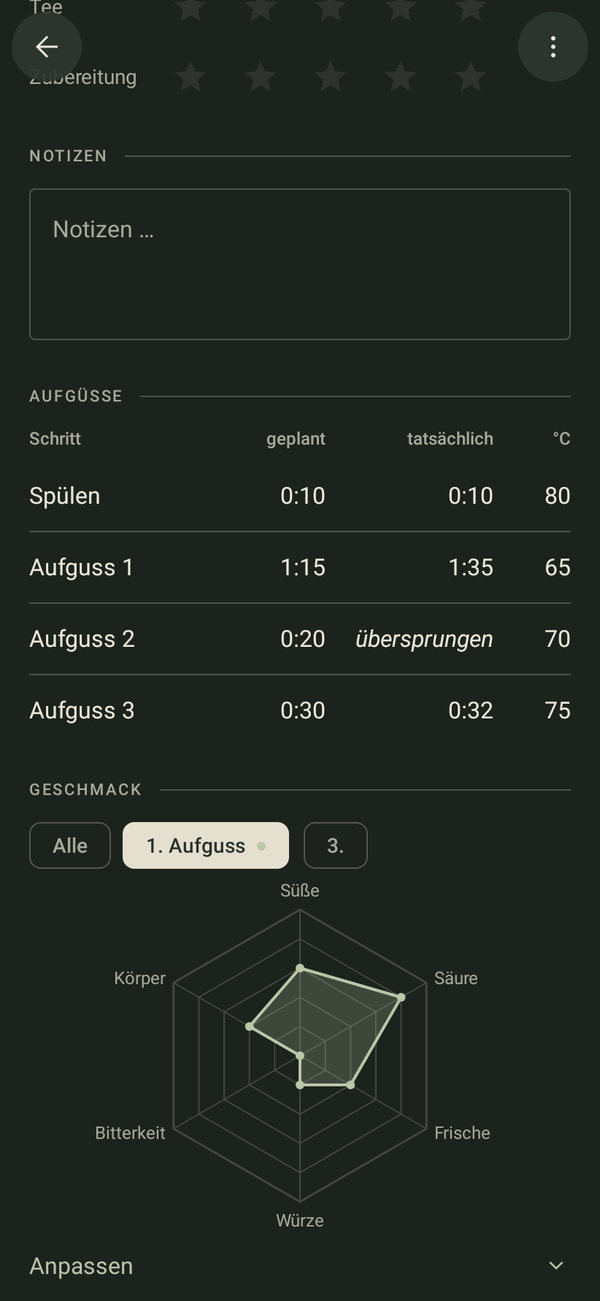 Tee
Zubereitung
NOTIZEN
Notizen …
AUFGÜSSE
Schritt geplant tatsächlich °C
Spülen 0:10 0:10 80
Aufguss 1 1:15 1:35 65
Aufguss 2 0:20 übersprungen 70
Aufguss 3 0:30 0:32 75
GESCHMACK
Alle 1. Aufguss 3.
Süße
Körper Säure
Bitterkeit Frische
Würze
Anpassen